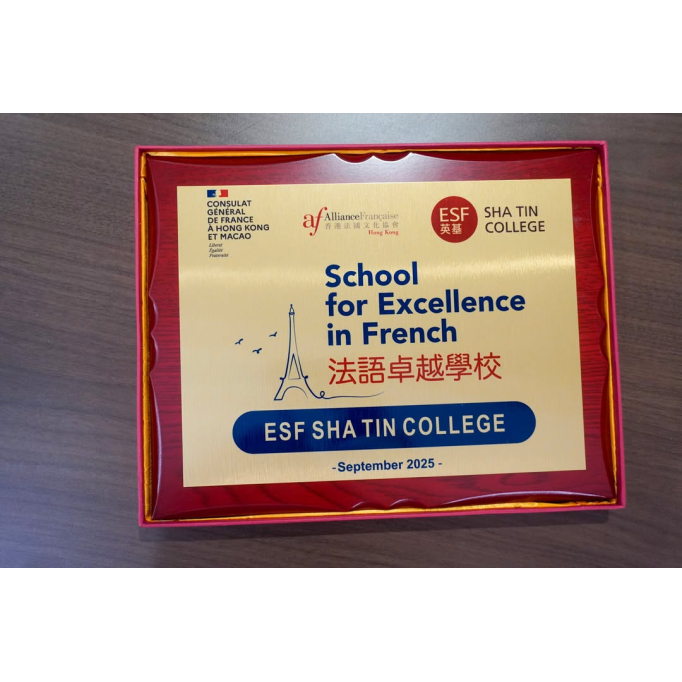 CONSULAT
GÉNÉRAL
DE FRANCE
À HONG KONG
ET MACAO
Liberté
Égalité
Fraternité
af AllianceFrançaise
香港法國文化協會
Hong Kong
ESF
英基
SHA TIN
COLLEGE
School
for Excellence
in French
法語卓越學校
ESF SHA TIN COLLEGE
- September 2025 -